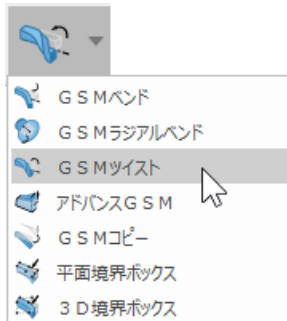 ＧＳＭベンド
ＧＳＭラジアルベンド
ＧＳＭツイスト
アドバンスＧＳＭ
ＧＳＭコピー
平面境界ボックス
３Ｄ境界ボックス